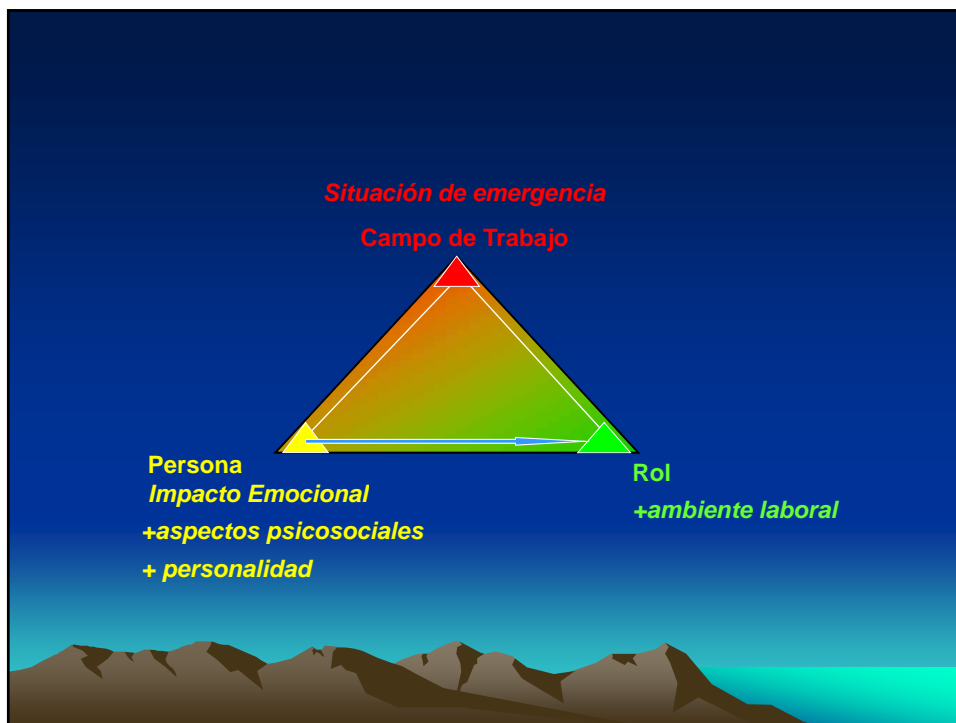 Situación de emergencia
Campo de Trabajo
Persona
Impacto Emocional
+aspectos psicosociales
+ personalidad
Rol
+ambiente laboral